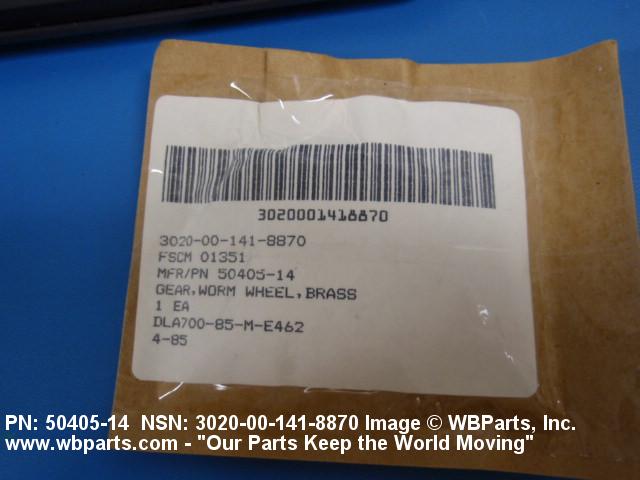 3020001418870
3020-00-141-8870
FSCM 01351
MFR/PN 50405-14
GEAR,WORM WHEEL,BRASS
1 EA
DLA700-85-M-E462
4-85
PN: 50405-14 NSN: 3020-00-141-8870 Image © WBParts, Inc.
www.wbparts.com - "Our Parts Keep the World Moving"